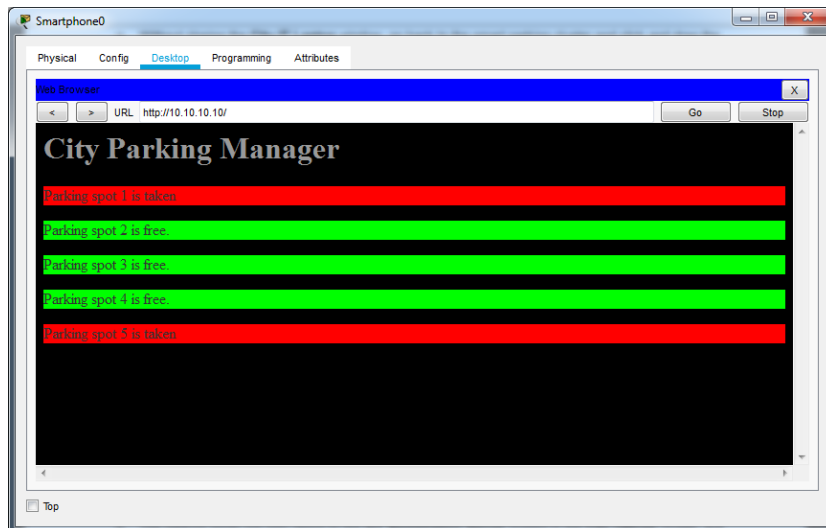 Smartphone0
Physical Config Desktop Programming Attributes
Web Browser
X
< > URL http://10.10.10.10/ Go Stop
City Parking Manager
Parking spot 1 is taken
Parking spot 2 is free.
Parking spot 3 is free.
Parking spot 4 is free.
Parking spot 5 is taken
Top